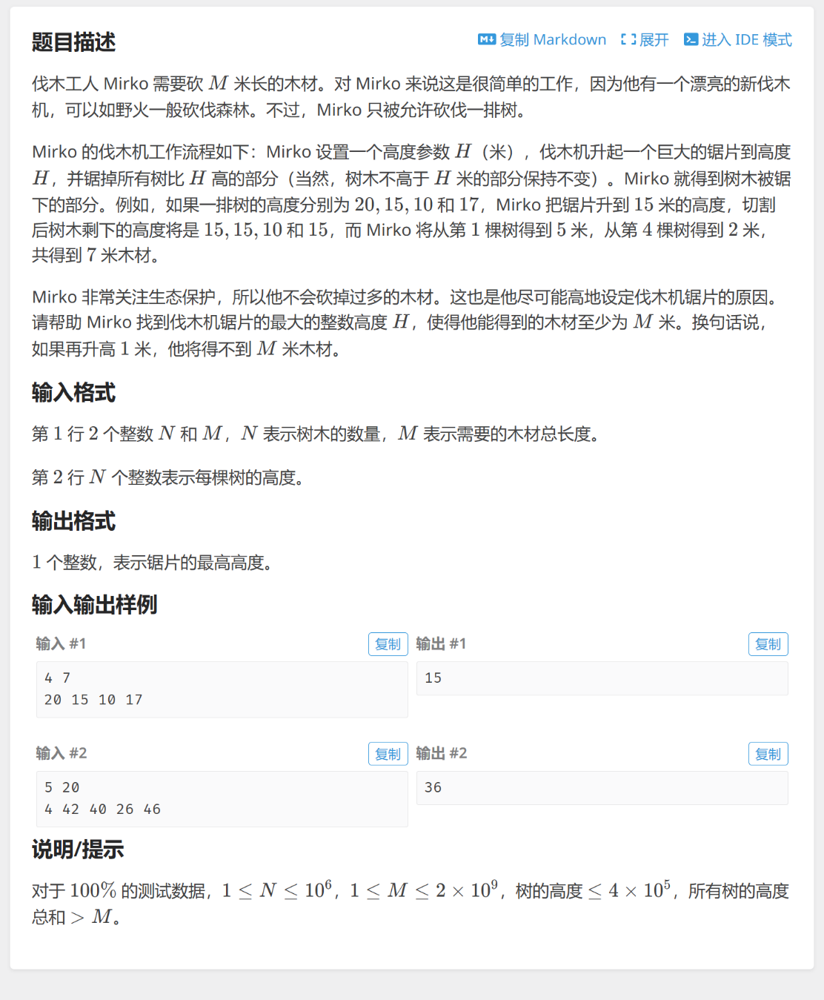 题目描述
复制 Markdown 展开 进入 IDE 模式
伐木工人 Mirko 需要砍 M 米长的木材。对 Mirko 来说这是很简单的工作，因为他有一个漂亮的新伐木
机，可以如野火一般砍伐森林。不过，Mirko 只被允许砍伐一排树。
Mirko 的伐木机工作流程如下：Mirko 设置一个高度参数 H（米），伐木机升起一个巨大的锯片到高度
H，并锯掉所有树比 H 高的部分（当然，树木不高于 H 米的部分保持不变）。Mirko 就得到树木被锯
下的部分。例如，如果一排树的高度分别为 20, 15, 10 和 17，Mirko 把锯片升到 15 米的高度，切割
后树木剩下的高度将是 15, 15, 10 和 15，而 Mirko 将从第 1 棵树得到 5 米，从第 4 棵树得到 2 米，
共得到 7 米木材。
Mirko 非常关注生态保护，所以他不会砍掉过多的木材。这也是他尽可能高地设定伐木机锯片的原因。
请帮助 Mirko 找到伐木机锯片的最大的整数高度 H，使得他能得到的木材至少为 M 米。换句话说，
如果再升高 1 米，他将得不到 M 米木材。
输入格式
第 1 行 2 个整数 N 和 M，N 表示树木的数量，M 表示需要的木材总长度。
第 2 行 N 个整数表示每棵树的高度。
输出格式
1 个整数，表示锯片的最高高度。
输入输出样例
输入 #1 复制 输出 #1 复制
4 7
20 15 10 17
15
输入 #2 复制 输出 #2 复制
5 20
4 42 40 26 46
36
说明/提示
对于 100% 的测试数据，1 ≤ N ≤ 10⁶，1 ≤ M ≤ 2 × 10⁹，树的高度 ≤ 4 × 10⁵，所有树的高度
总和 > M。